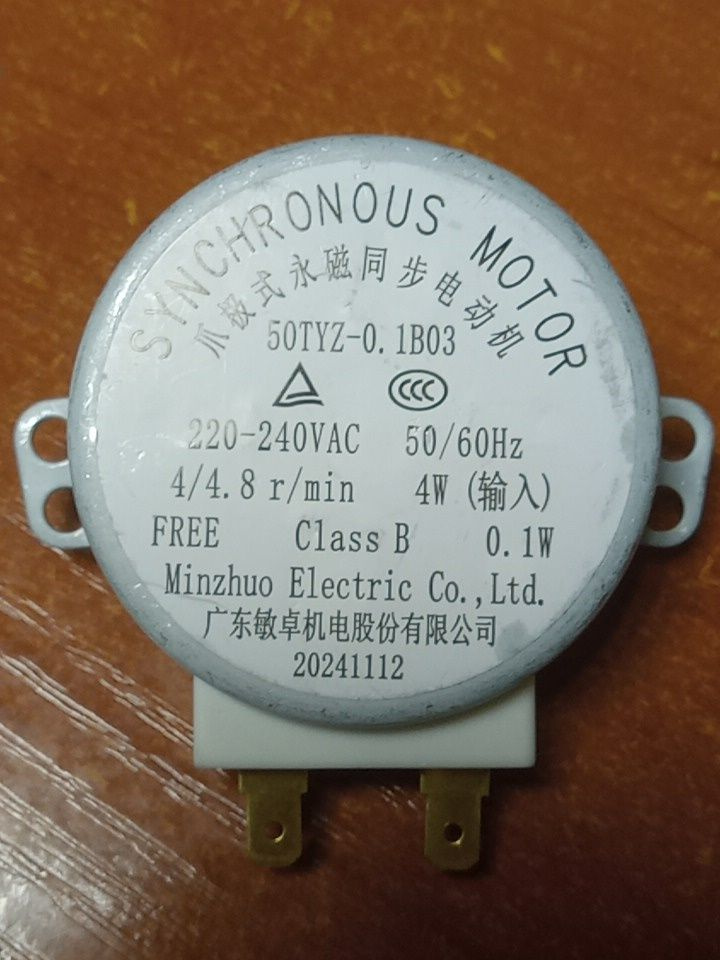 SYNCHRONOUS MOTOR
爪极式永磁同步电动机
50TYZ-0.1B03
CCC
220-240VAC 50/60Hz
4/4.8 r/min 4W (输入)
FREE Class B 0.1W
Minzhuo Electric Co.,Ltd.
广东敏卓机电股份有限公司
20241112